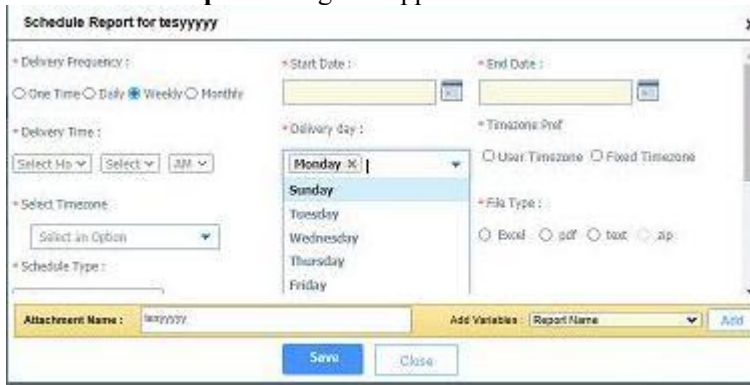 Schedule Report for tesyyyyy
* Delivery Frequency :
One Time Daily Weekly Monthly
* Start Date :
* End Date :
* Delivery Time :
Select Ho Select AM
* Delivery day :
Monday ×
Sunday
Tuesday
Wednesday
Thursday
Friday
* Timezone Pref
User Timezone Fixed Timezone
* Select Timezone
Select an Option
* File Type :
Excel pdf text zip
* Schedule Type :
Attachment Name : tesyyyyy
Add Variables : Report Name Add
Save Close